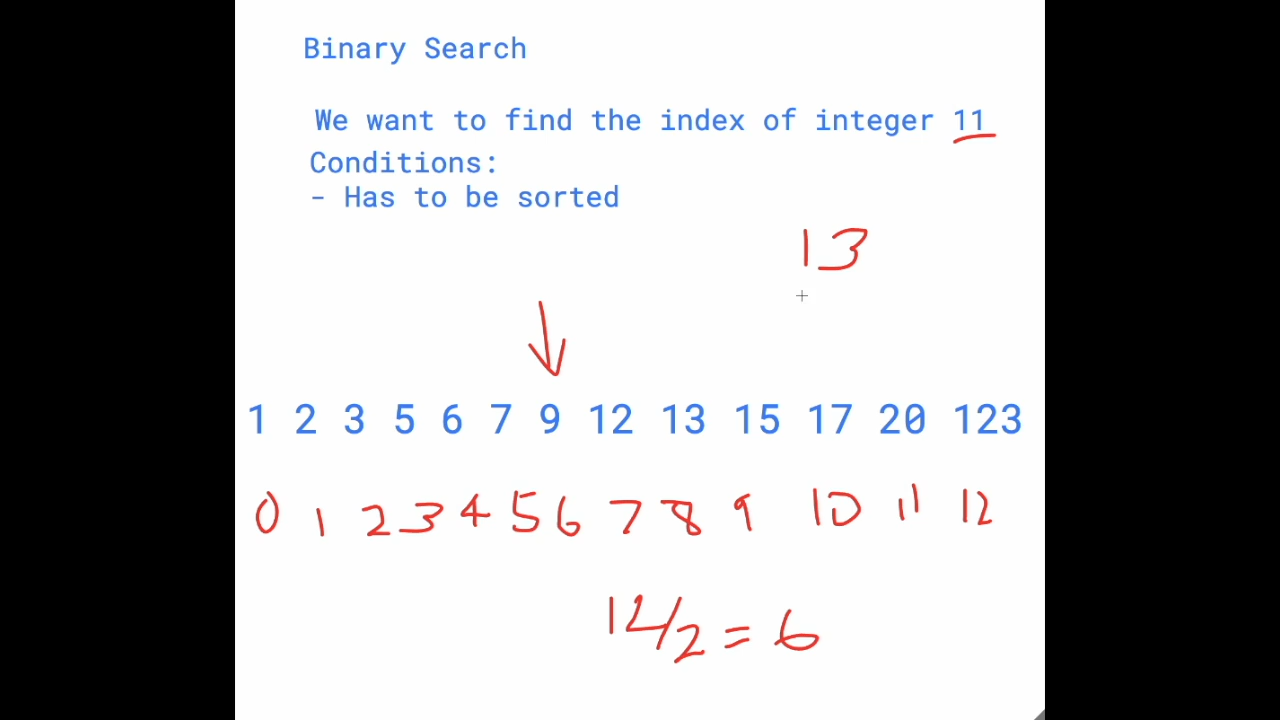 Binary Search
We want to find the index of integer 11
Conditions:
- Has to be sorted
13
1 2 3 5 6 7 9 12 13 15 17 20 123
0 1 2 3 4 5 6 7 8 9 10 11 12
12/2 = 6